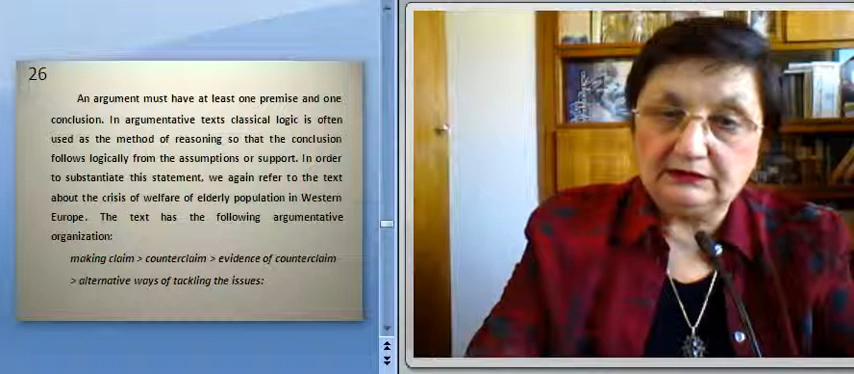 26
An argument must have at least one premise and one
conclusion. In argumentative texts classical logic is often
used as the method of reasoning so that the conclusion
follows logically from the assumptions or support. In order
to substantiate this statement, we again refer to the text
about the crisis of welfare of elderly population in Western
Europe. The text has the following argumentative
organization:
making claim > counterclaim > evidence of counterclaim
> alternative ways of tackling the issues: